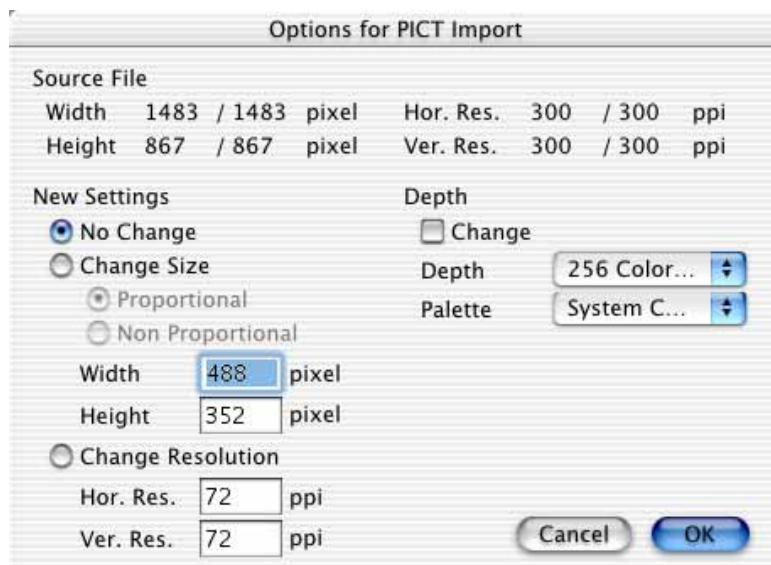 Options for PICT Import
Source File
Width 1483 / 1483 pixel Hor. Res. 300 / 300 ppi
Height 867 / 867 pixel Ver. Res. 300 / 300 ppi
New Settings Depth
No Change Change
Change Size Depth 256 Color...
Proportional Palette System C...
Non Proportional
Width 488 pixel
Height 352 pixel
Change Resolution
Hor. Res. 72 ppi
Ver. Res. 72 ppi Cancel OK